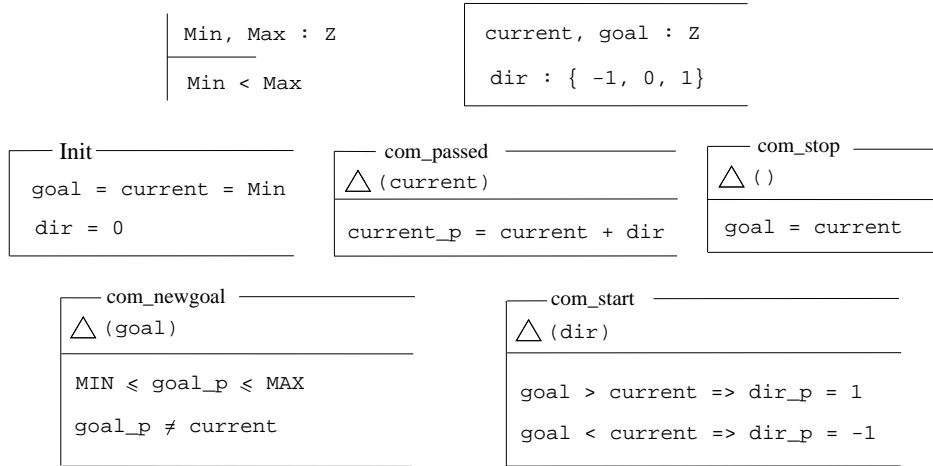 Min, Max : Z
Min < Max
current, goal : Z
dir : { -1, 0, 1}
Init
goal = current = Min
dir = 0
com_passed
△ (current)
current_p = current + dir
com_stop
△ ()
goal = current
com_newgoal
△ (goal)
MIN ⩽ goal_p ⩽ MAX
goal_p ≠ current
com_start
△ (dir)
goal > current => dir_p = 1
goal < current => dir_p = -1